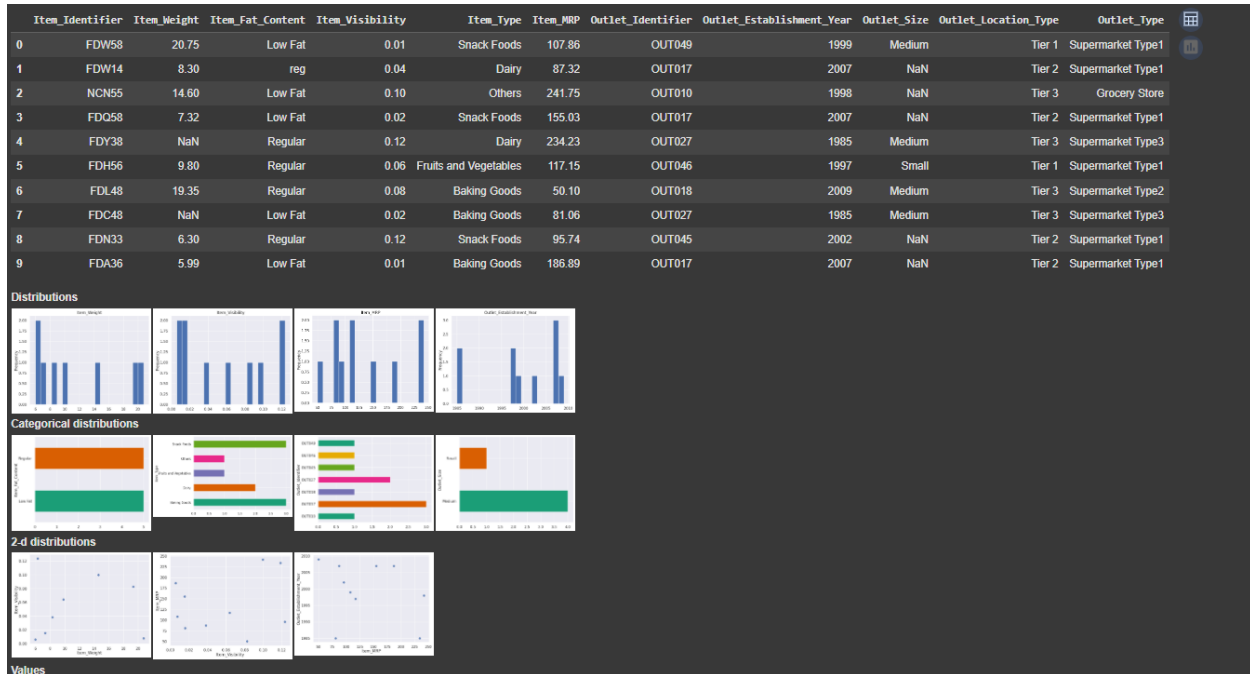 Item_Identifier Item_Weight Item_Fat_Content Item_Visibility Item_Type Item_MRP Outlet_Identifier Outlet_Establishment_Year Outlet_Size Outlet_Location_Type Outlet_Type
0 FDW58 20.75 Low Fat 0.01 Snack Foods 107.86 OUT049 1999 Medium Tier 1 Supermarket Type1
1 FDW14 8.30 reg 0.04 Dairy 87.32 OUT017 2007 NaN Tier 2 Supermarket Type1
2 NCN55 14.60 Low Fat 0.10 Others 241.75 OUT010 1998 NaN Tier 3 Grocery Store
3 FDQ58 7.32 Low Fat 0.02 Snack Foods 155.03 OUT017 2007 NaN Tier 2 Supermarket Type1
4 FDY38 NaN Regular 0.12 Dairy 234.23 OUT027 1985 Medium Tier 3 Supermarket Type3
5 FDH56 9.80 Regular 0.06 Fruits and Vegetables 117.15 OUT046 1997 Small Tier 1 Supermarket Type1
6 FDL48 19.35 Regular 0.08 Baking Goods 50.10 OUT018 2009 Medium Tier 3 Supermarket Type2
7 FDC48 NaN Low Fat 0.02 Baking Goods 81.06 OUT027 1985 Medium Tier 3 Supermarket Type3
8 FDN33 6.30 Regular 0.12 Snack Foods 95.74 OUT045 2002 NaN Tier 2 Supermarket Type1
9 FDA36 5.99 Low Fat 0.01 Baking Goods 186.89 OUT017 2007 NaN Tier 2 Supermarket Type1
Distributions
Item_Weight Item_Visibility Item_MRP Outlet_Establishment_Year
Categorical distributions
2-d distributions
Item_Weight Item_Visibility Item_MRP
Values